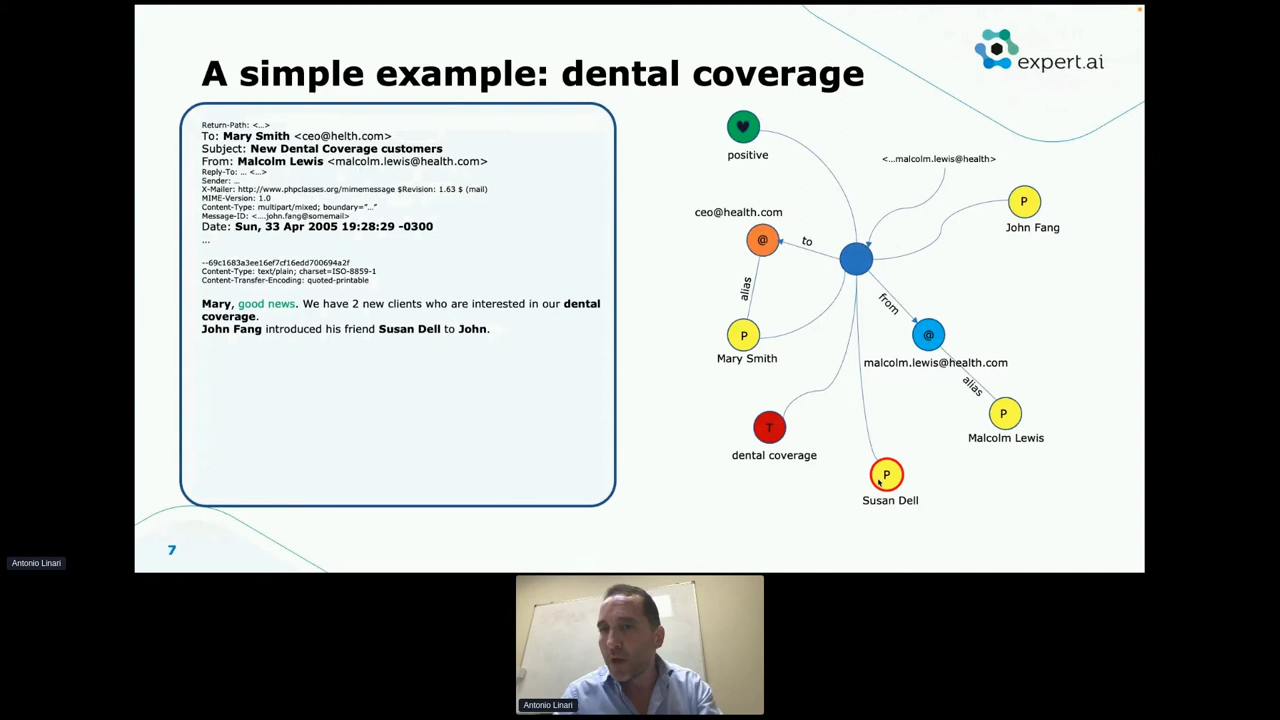 expert.ai
A simple example: dental coverage
Return-Path: <...>
To: Mary Smith <ceo@helth.com>
Subject: New Dental Coverage customers
From: Malcolm Lewis <malcolm.lewis@health.com>
Reply-To: ... <...>
Sender: ...
X-Mailer: http://www.phpclasses.org/mimemessage $Revision: 1.63 $ (mail)
MIME-Version: 1.0
Content-Type: multipart/mixed; boundary="..."
Message-ID: <....john.fang@somemail>
Date: Sun, 33 Apr 2005 19:28:29 -0300
...
--69c1683a3ee16ef7cf16edd700694a2f
Content-Type: text/plain; charset=ISO-8859-1
Content-Transfer-Encoding: quoted-printable
Mary, good news. We have 2 new clients who are interested in our dental
coverage.
John Fang introduced his friend Susan Dell to John.
positive
<...malcolm.lewis@health>
P
John Fang
ceo@health.com
@
to
alias
from
P
Mary Smith
@
malcolm.lewis@health.com
alias
P
Malcolm Lewis
T
dental coverage
P
Susan Dell
7
Antonio Linari
Antonio Linari